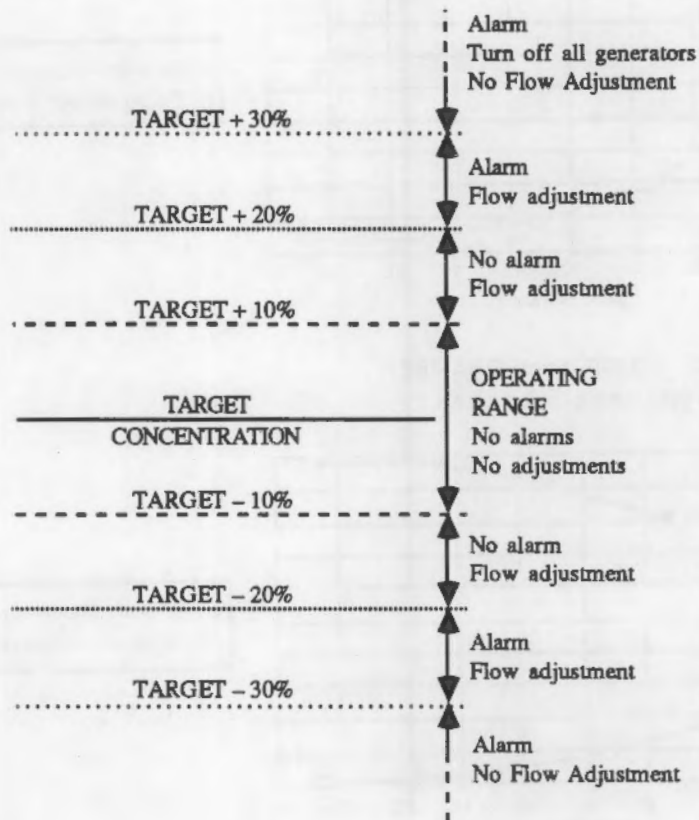 Alarm
Turn off all generators
No Flow Adjustment
TARGET + 30%
Alarm
Flow adjustment
TARGET + 20%
No alarm
Flow adjustment
TARGET + 10%
OPERATING
RANGE
No alarms
No adjustments
TARGET
CONCENTRATION
TARGET – 10%
No alarm
Flow adjustment
TARGET – 20%
Alarm
Flow adjustment
TARGET – 30%
Alarm
No Flow Adjustment